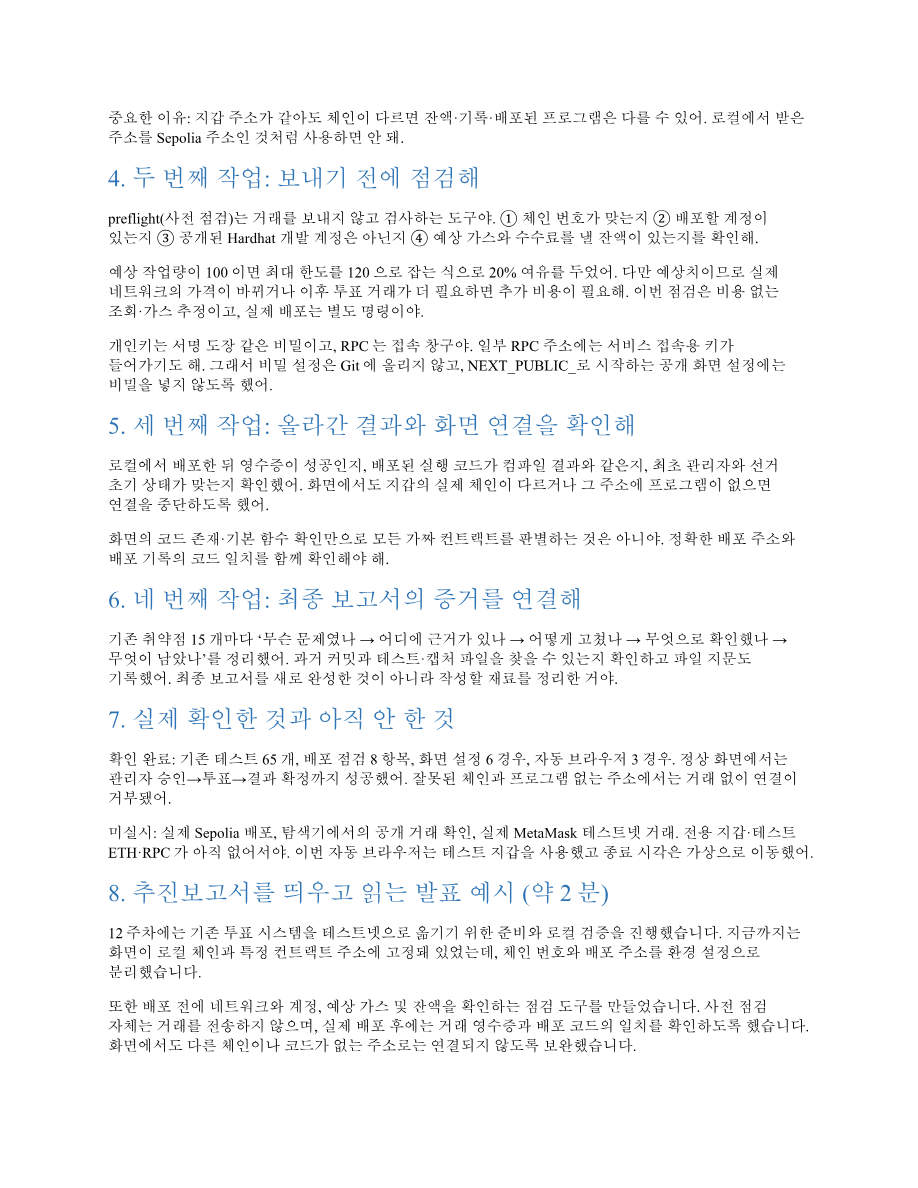 중요한 이유: 지갑 주소가 같아도 체인이 다르면 잔액·기록·배포된 프로그램은 다를 수 있어. 로컬에서 받은
주소를 Sepolia 주소인 것처럼 사용하면 안 돼.
4. 두 번째 작업: 보내기 전에 점검해
preflight(사전 점검)는 거래를 보내지 않고 검사하는 도구야. ① 체인 번호가 맞는지 ② 배포할 계정이
있는지 ③ 공개된 Hardhat 개발 계정은 아닌지 ④ 예상 가스와 수수료를 낼 잔액이 있는지를 확인해.
예상 작업량이 100 이면 최대 한도를 120 으로 잡는 식으로 20% 여유를 두었어. 다만 예상치이므로 실제
네트워크의 가격이 바뀌거나 이후 투표 거래가 더 필요하면 추가 비용이 필요해. 이번 점검은 비용 없는
조회·가스 추정이고, 실제 배포는 별도 명령이야.
개인키는 서명 도장 같은 비밀이고, RPC 는 접속 창구야. 일부 RPC 주소에는 서비스 접속용 키가
들어가기도 해. 그래서 비밀 설정은 Git 에 올리지 않고, NEXT_PUBLIC_로 시작하는 공개 화면 설정에는
비밀을 넣지 않도록 했어.
5. 세 번째 작업: 올라간 결과와 화면 연결을 확인해
로컬에서 배포한 뒤 영수증이 성공인지, 배포된 실행 코드가 컴파일 결과와 같은지, 최초 관리자와 선거
초기 상태가 맞는지 확인했어. 화면에서도 지갑의 실제 체인이 다르거나 그 주소에 프로그램이 없으면
연결을 중단하도록 했어.
화면의 코드 존재·기본 함수 확인만으로 모든 가짜 컨트랙트를 판별하는 것은 아니야. 정확한 배포 주소와
배포 기록의 코드 일치를 함께 확인해야 해.
6. 네 번째 작업: 최종 보고서의 증거를 연결해
기존 취약점 15 개마다 ‘무슨 문제였나 → 어디에 근거가 있나 → 어떻게 고쳤나 → 무엇으로 확인했나 →
무엇이 남았나’를 정리했어. 과거 커밋과 테스트·캡처 파일을 찾을 수 있는지 확인하고 파일 지문도
기록했어. 최종 보고서를 새로 완성한 것이 아니라 작성할 재료를 정리한 거야.
7. 실제 확인한 것과 아직 안 한 것
확인 완료: 기존 테스트 65 개, 배포 점검 8 항목, 화면 설정 6 경우, 자동 브라우저 3 경우. 정상 화면에서는
관리자 승인→투표→결과 확정까지 성공했어. 잘못된 체인과 프로그램 없는 주소에서는 거래 없이 연결이
거부됐어.
미실시: 실제 Sepolia 배포, 탐색기에서의 공개 거래 확인, 실제 MetaMask 테스트넷 거래. 전용 지갑·테스트
ETH·RPC 가 아직 없어서야. 이번 자동 브라우저는 테스트 지갑을 사용했고 종료 시각은 가상으로 이동했어.
8. 추진보고서를 띄우고 읽는 발표 예시 (약 2 분)
12 주차에는 기존 투표 시스템을 테스트넷으로 옮기기 위한 준비와 로컬 검증을 진행했습니다. 지금까지는
화면이 로컬 체인과 특정 컨트랙트 주소에 고정돼 있었는데, 체인 번호와 배포 주소를 환경 설정으로
분리했습니다.
또한 배포 전에 네트워크와 계정, 예상 가스 및 잔액을 확인하는 점검 도구를 만들었습니다. 사전 점검
자체는 거래를 전송하지 않으며, 실제 배포 후에는 거래 영수증과 배포 코드의 일치를 확인하도록 했습니다.
화면에서도 다른 체인이나 코드가 없는 주소로는 연결되지 않도록 보완했습니다.